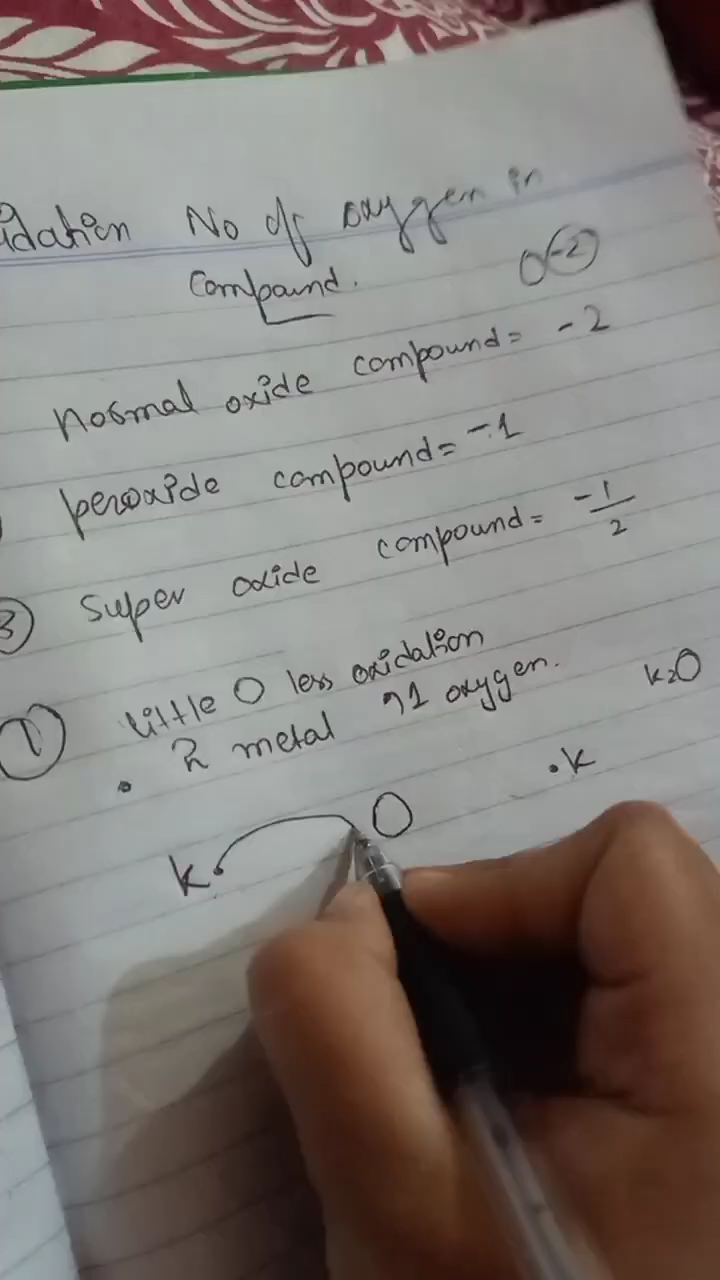 idation No of oxygen in
compound.
O(-2)
normal oxide compound = -2
peroxide compound = -1
3 Super oxide compound = -1/2
1 little O less oxidation
• metal 1 oxygen.
K2O
•K
K• O